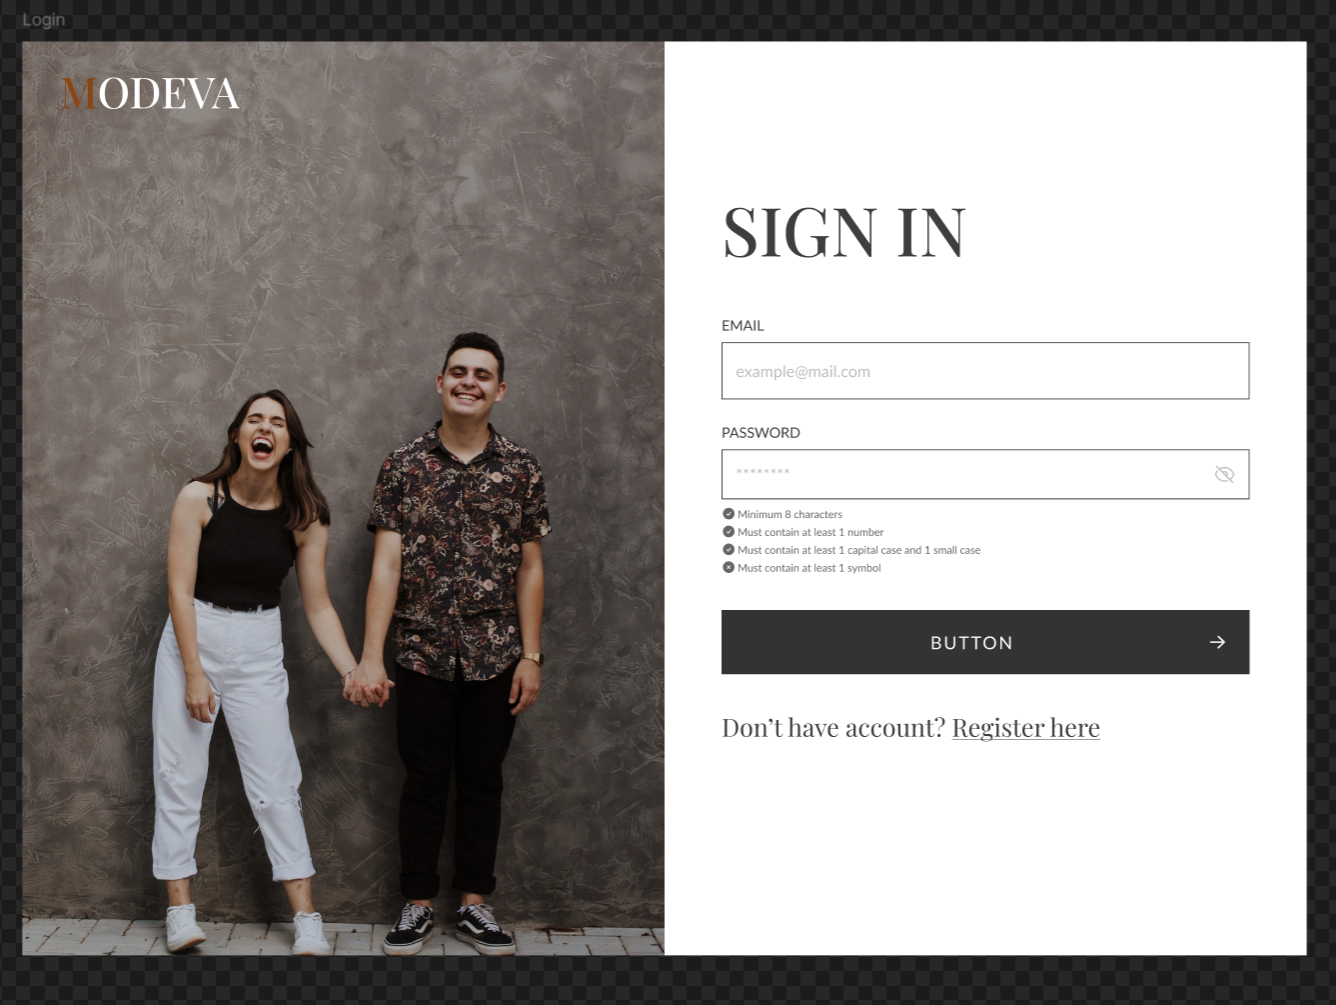 Login
MODEVA
SIGN IN
EMAIL
example@mail.com
PASSWORD
********
Minimum 8 characters
Must contain at least 1 number
Must contain at least 1 capital case and 1 small case
Must contain at least 1 symbol
BUTTON
Don’t have account? Register here